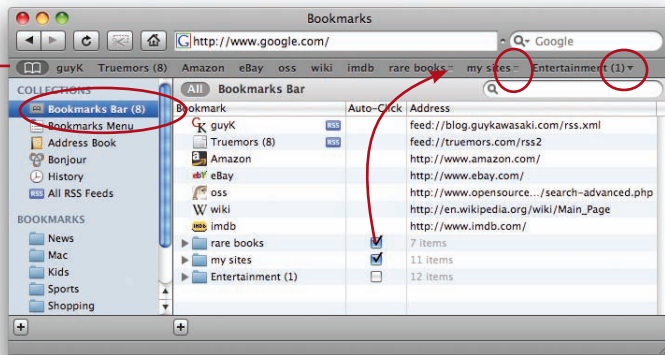 Bookmarks
http://www.google.com/
Google
guyK Truemors (8) Amazon eBay oss wiki imdb rare books my sites Entertainment (1)
COLLECTIONS
Bookmarks Bar (8)
Bookmarks Menu
Address Book
Bonjour
History
RSS All RSS Feeds
BOOKMARKS
News
Mac
Kids
Sports
Shopping
All Bookmarks Bar
Bookmark Auto-Click Address
GK guyK RSS feed://blog.guykawasaki.com/rss.xml
Truemors (8) RSS feed://truemors.com/rss2
a Amazon http://www.amazon.com/
ebY eBay http://www.ebay.com/
oss http://www.opensource.../search-advanced.php
W wiki http://en.wikipedia.org/wiki/Main_Page
IMDb imdb http://www.imdb.com/
rare books 7 items
my sites 11 items
Entertainment (1) 12 items